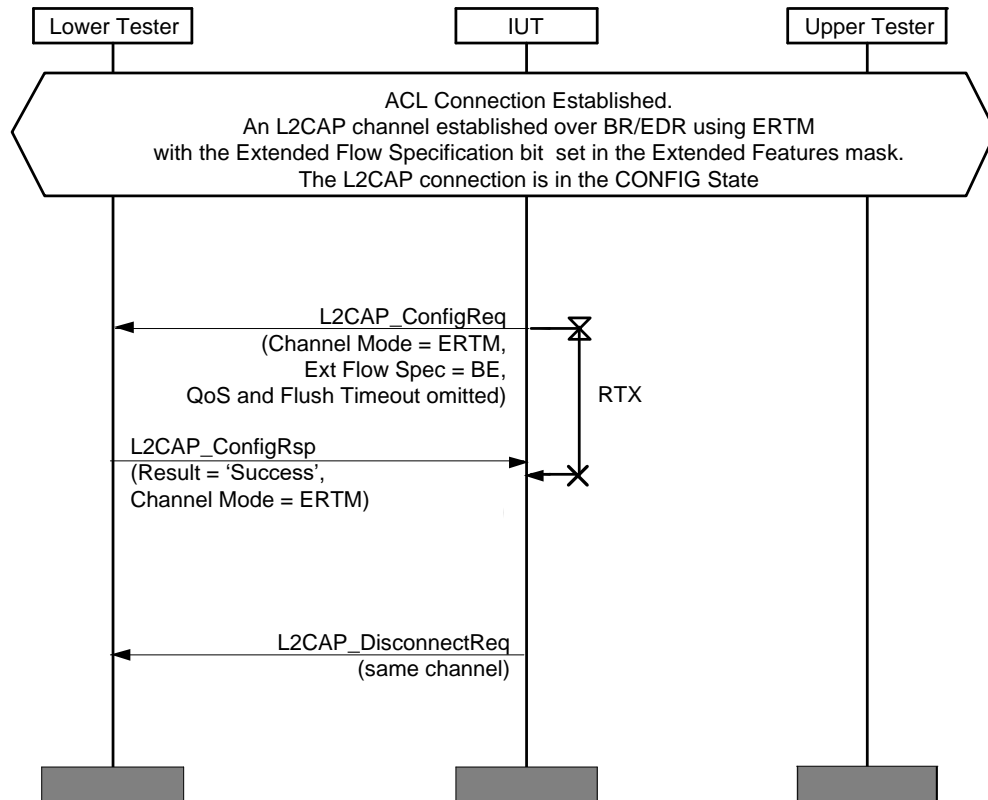 Lower Tester
IUT
Upper Tester
ACL Connection Established.
An L2CAP channel established over BR/EDR using ERTM
with the Extended Flow Specification bit set in the Extended Features mask.
The L2CAP connection is in the CONFIG State
L2CAP_ConfigReq
(Channel Mode = ERTM,
Ext Flow Spec = BE,
QoS and Flush Timeout omitted)
RTX
L2CAP_ConfigRsp
(Result = ‘Success’,
Channel Mode = ERTM)
L2CAP_DisconnectReq
(same channel)